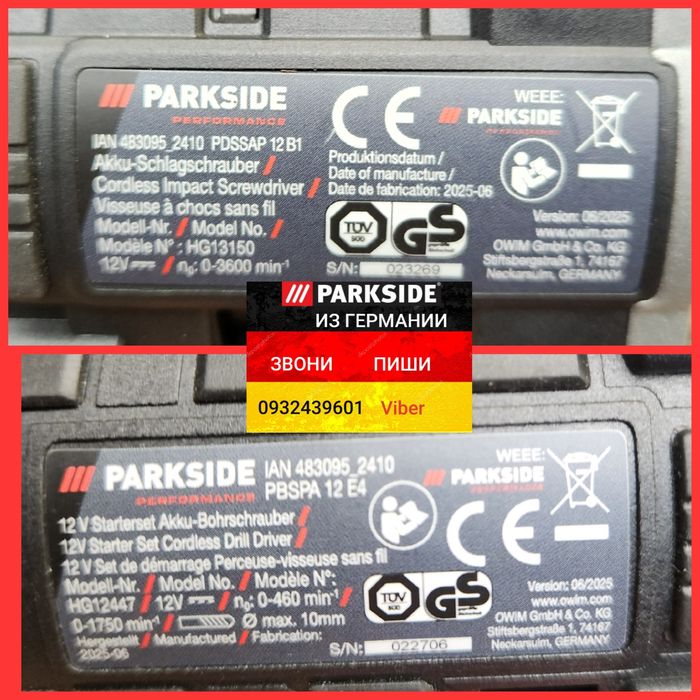 PARKSIDE
PERFORMANCE
IAN 483095_2410 PDSSAP 12 B1
Akku-Schlagschrauber /
Cordless Impact Screwdriver /
Visseuse à chocs sans fil
Modell-Nr. / Model No. /
Modèle N° : HG13150
12V⎓ / n₀: 0-3600 min⁻¹
CE
PARKSIDE
PERFORMANCE
WEEE:
Produktionsdatum /
Date of manufacture /
Date de fabrication: 2025-06
TÜV
SÜD
GS
S/N: 023269
Version: 06/2025
www.owim.com
OWIM GmbH & Co. KG
Stiftsbergstraße 1, 74167
Neckarsulm, GERMANY
PARKSIDE®
ИЗ ГЕРМАНИИ
ЗВОНИ ПИШИ
0932439601 Viber
PARKSIDE
PERFORMANCE
IAN 483095_2410
PBSPA 12 E4
12 V Starterset Akku-Bohrschrauber /
12V Starter Set Cordless Drill Driver /
12 V Set de démarrage Perceuse-visseuse sans fil
Modell-Nr. / Model No. / Modèle N°:
HG12447 / 12V⎓ / n₀: 0-460 min⁻¹ /
0-1750 min⁻¹ / Ø max. 10mm
Hergestellt / Manufactured / Fabrication:
2025-06
WEEE:
PARKSIDE
PERFORMANCE
CE
TÜV
SÜD
GS
S/N: 022706
Version: 06/2025
www.owim.com
OWIM GmbH & Co. KG
Stiftsbergstraße 1, 74167
Neckarsulm, GERMANY